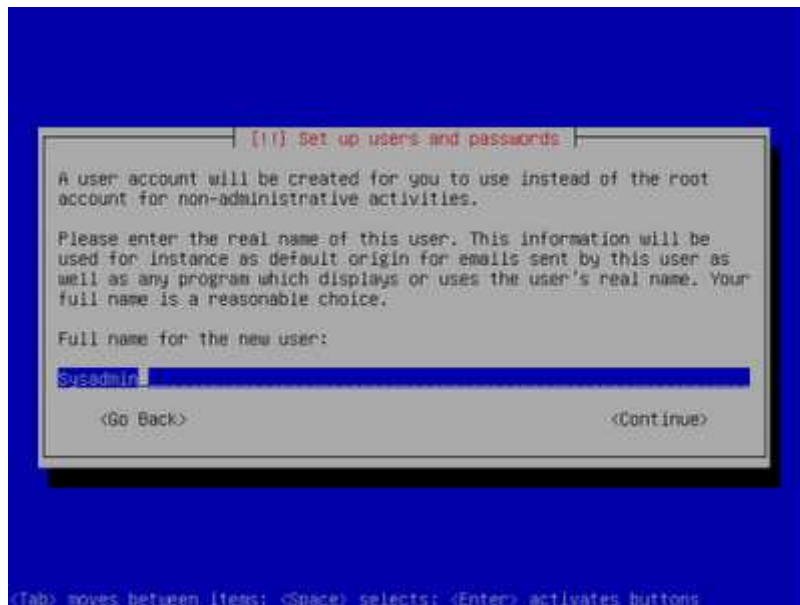 [!!] Set up users and passwords
A user account will be created for you to use instead of the root
account for non-administrative activities.
Please enter the real name of this user. This information will be
used for instance as default origin for emails sent by this user as
well as any program which displays or uses the user's real name. Your
full name is a reasonable choice.
Full name for the new user:
Sysadmin
<Go Back> <Continue>
<Tab> moves between items; <Space> selects; <Enter> activates buttons